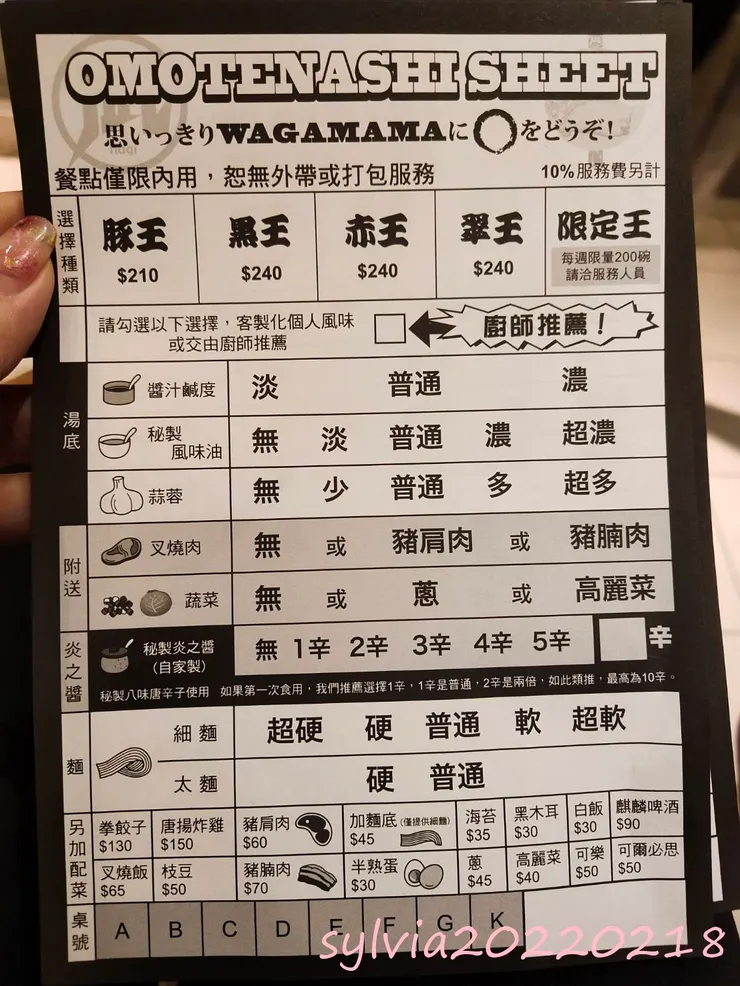 OMOTENASHI SHEET
思いっきりWAGAMAMAに◯をどうぞ!
餐點僅限內用，恕無外帶或打包服務 10%服務費另計
選擇種類 豚王 黒王 赤王 翠王 限定王
$210 $240 $240 $240 每週限量200碗
請洽服務人員
請勾選以下選擇，客製化個人風味
或交由廚師推薦
廚師推薦！
湯底
醬汁鹹度 淡 普通 濃
秘製風味油 無 淡 普通 濃 超濃
蒜蓉 無 少 普通 多 超多
附送
叉燒肉 無 或 豬肩肉 或 豬腩肉
蔬菜 無 或 蔥 或 高麗菜
炎之醬
秘製炎之醬
(自家製)
無 1辛 2辛 3辛 4辛 5辛 辛
秘製八味唐辛子使用 如果第一次食用，我們推薦選擇1辛，1辛是普通，2辛是兩倍，如此類推，最高為10辛。
麵
細麵 超硬 硬 普通 軟 超軟
太麵 硬 普通
另加配菜
拳餃子 唐揚炸雞 豬肩肉 加麵底(僅提供細麵) 海苔 黑木耳 白飯 麒麟啤酒
$130 $150 $60 $45 $35 $30 $30 $90
叉燒飯 枝豆 豬腩肉 半熟蛋 蔥 高麗菜 可樂 可爾必思
$65 $50 $70 $30 $45 $40 $50 $50
桌號 A B C D E F G K
sylvia20220218